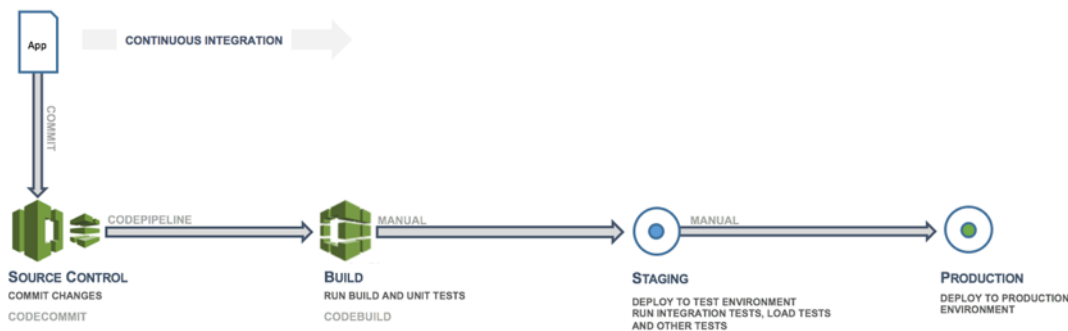 App
CONTINUOUS INTEGRATION
COMMIT
CODEPIPELINE
MANUAL
MANUAL
SOURCE CONTROL
COMMIT CHANGES
CODECOMMIT
BUILD
RUN BUILD AND UNIT TESTS
CODEBUILD
STAGING
DEPLOY TO TEST ENVIRONMENT
RUN INTEGRATION TESTS, LOAD TESTS
AND OTHER TESTS
PRODUCTION
DEPLOY TO PRODUCTION
ENVIRONMENT